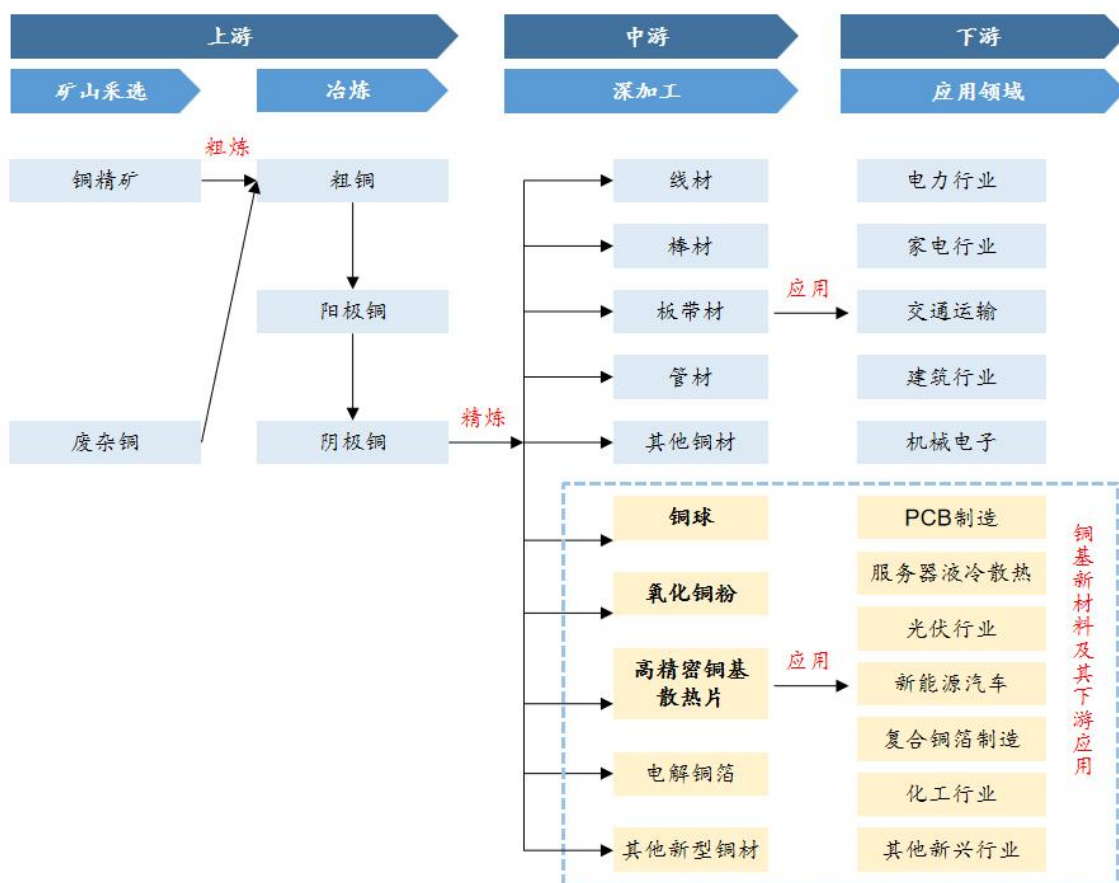 上游
中游
下游
矿山采选
冶炼
深加工
应用领域
粗炼
铜精矿
粗铜
线材
电力行业
棒材
家电行业
阳极铜
板带材
应用
交通运输
管材
建筑行业
废杂铜
阴极铜
精炼
其他铜材
机械电子
铜球
PCB制造
服务器液冷散热
氧化铜粉
光伏行业
高精密铜基
散热片
应用
新能源汽车
复合铜箔制造
电解铜箔
化工行业
其他新型铜材
其他新兴行业
铜基新材料及其下游应用